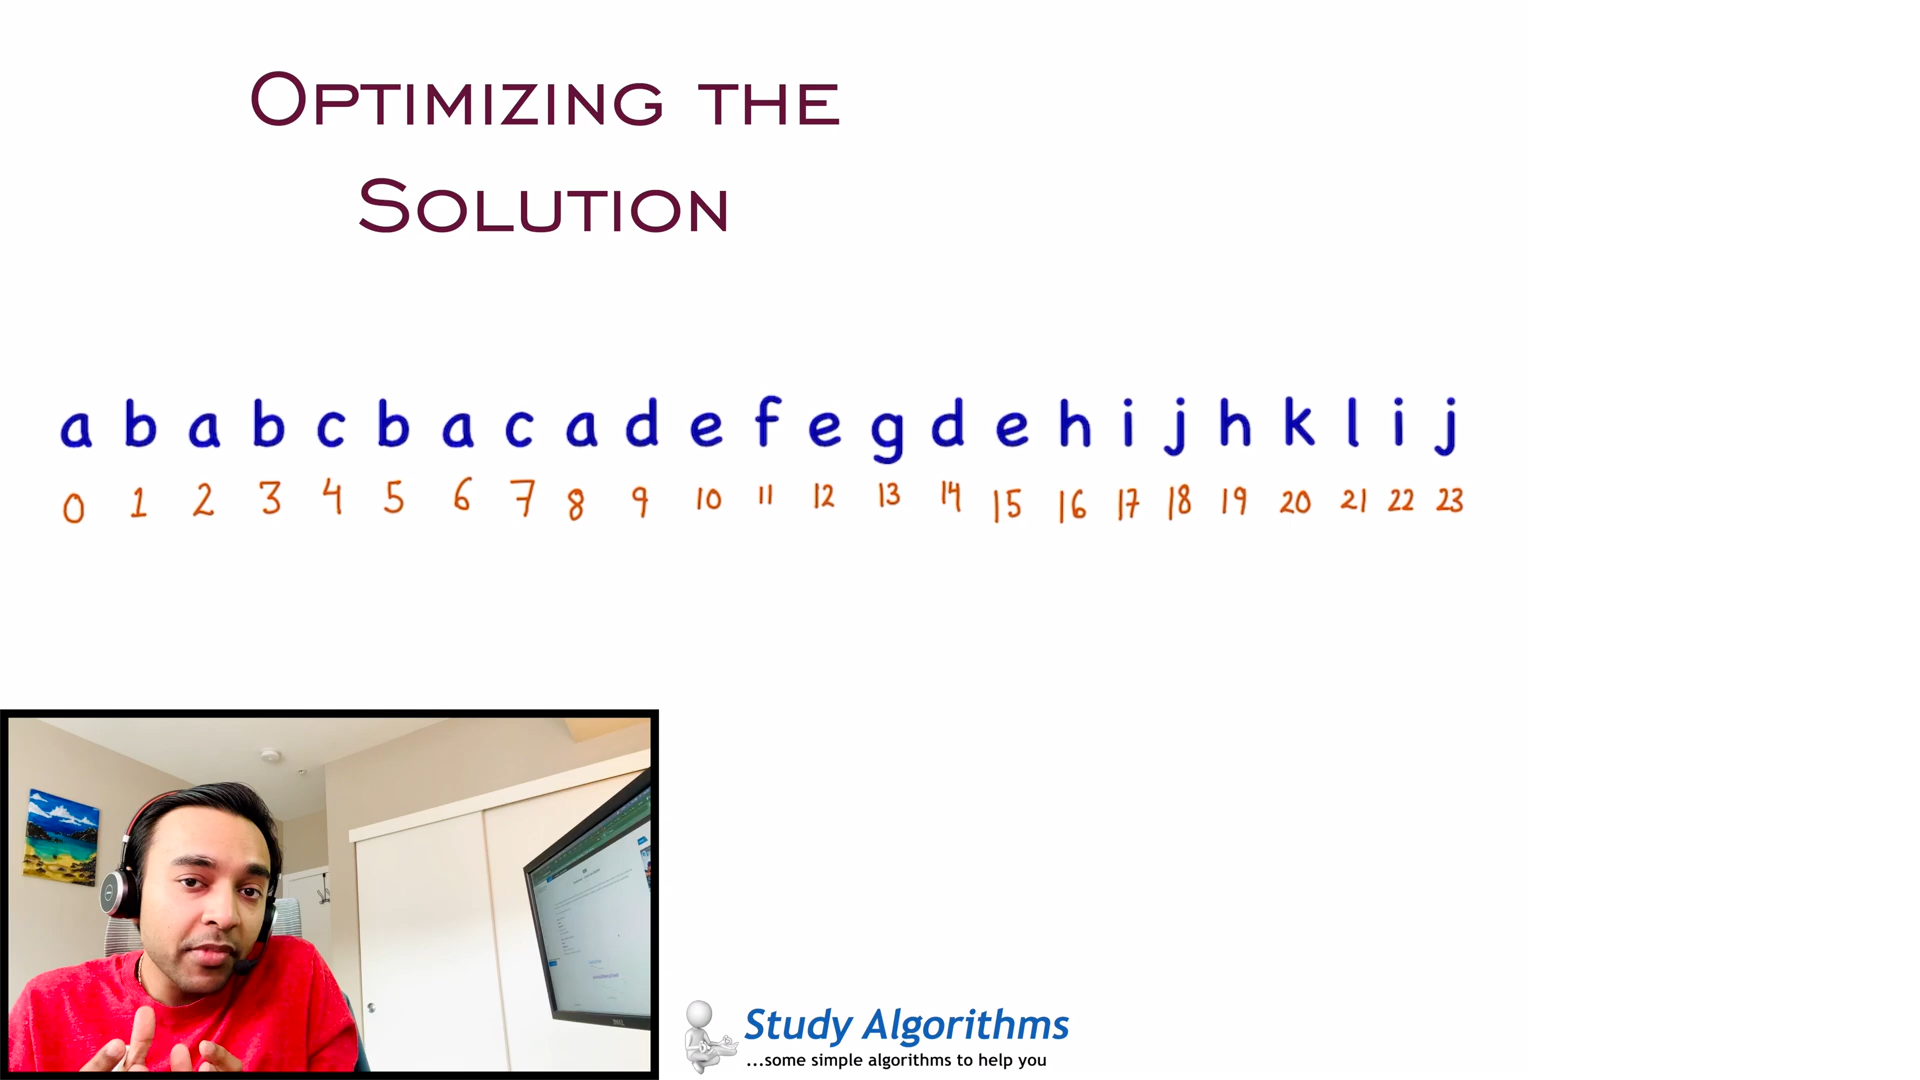 OPTIMIZING THE
SOLUTION
a b a b c b a c a d e f e g d e h i j h k l i j
0 1 2 3 4 5 6 7 8 9 10 11 12 13 14 15 16 17 18 19 20 21 22 23
Study Algorithms
...some simple algorithms to help you